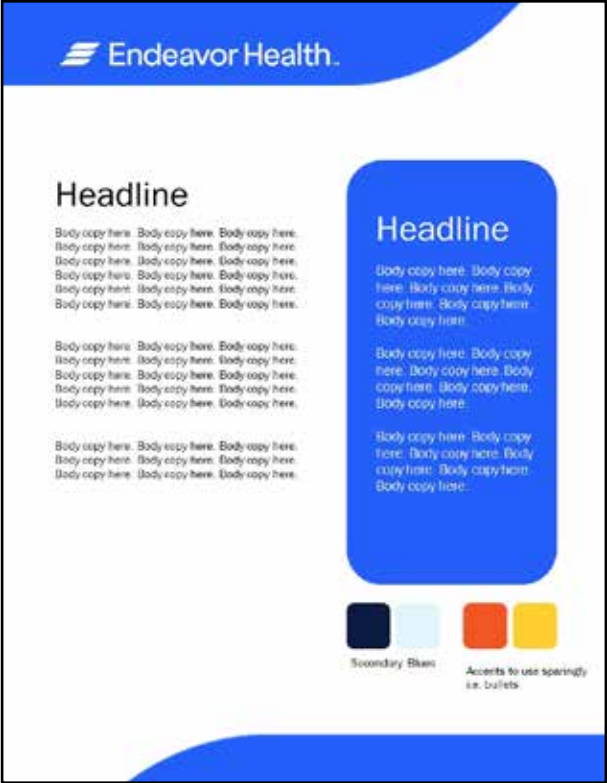 Endeavor Health™
Headline
Body copy here. Body copy here. Body copy here.
Body copy here. Body copy here. Body copy here.
Body copy here. Body copy here. Body copy here.
Body copy here. Body copy here. Body copy here.
Body copy here. Body copy here. Body copy here.
Body copy here. Body copy here. Body copy here.
Body copy here. Body copy here. Body copy here.
Body copy here. Body copy here. Body copy here.
Body copy here. Body copy here. Body copy here.
Body copy here. Body copy here. Body copy here.
Body copy here. Body copy here. Body copy here.
Body copy here. Body copy here. Body copy here.
Body copy here. Body copy here. Body copy here.
Body copy here. Body copy here. Body copy here.
Headline
Body copy here. Body copy
here. Body copy here. Body
copy here. Body copy here.
Body copy here.
Body copy here. Body copy
here. Body copy here. Body
copy here. Body copy here.
Body copy here.
Body copy here. Body copy
here. Body copy here. Body
copy here. Body copy here.
Body copy here.
Secondary Blues
Accents to use sparingly
i.e. bullets